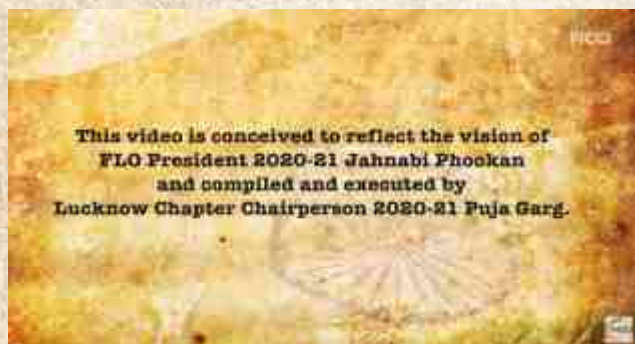 FICCI
This video is conceived to reflect the vision of
FLO President 2020-21 Jahnabi Phookan
and compiled and executed by
Lucknow Chapter Chairperson 2020-21 Puja Garg.